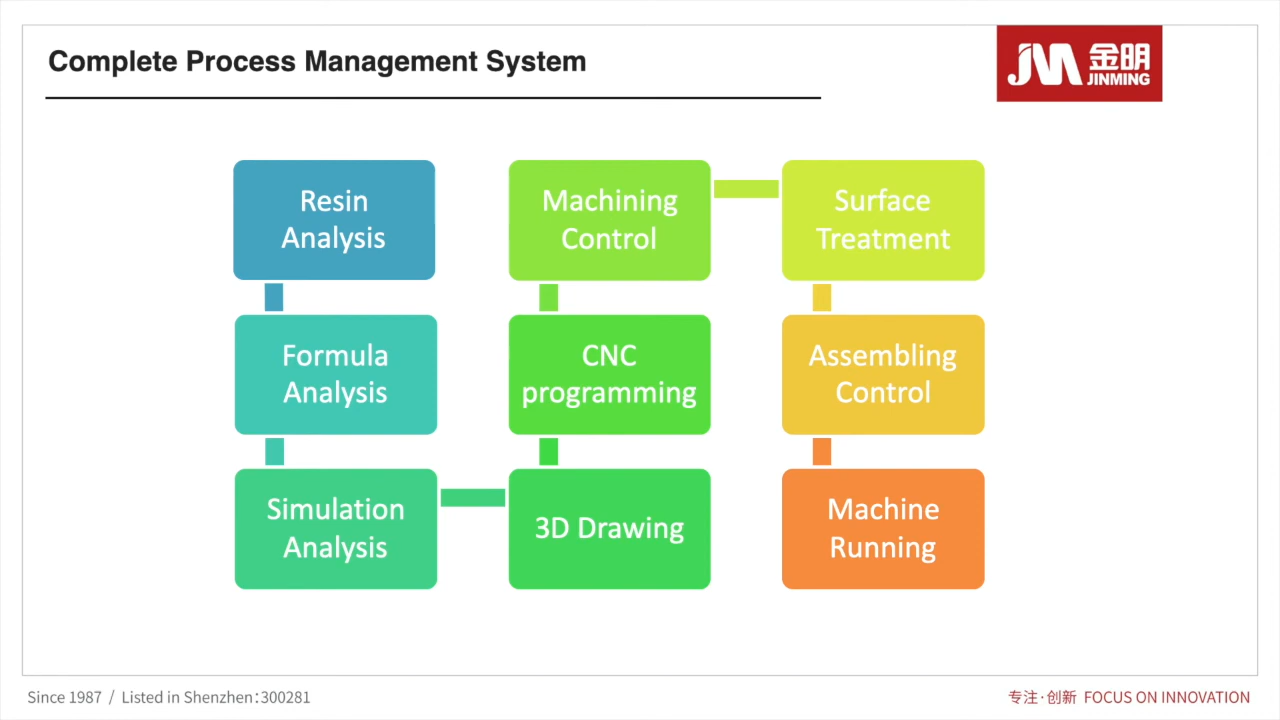 Complete Process Management System
JM 金明
JINMING
Resin
Analysis
Formula
Analysis
Simulation
Analysis
3D Drawing
CNC
programming
Machining
Control
Surface
Treatment
Assembling
Control
Machine
Running
Since 1987 / Listed in Shenzhen:300281
专注·创新 FOCUS ON INNOVATION